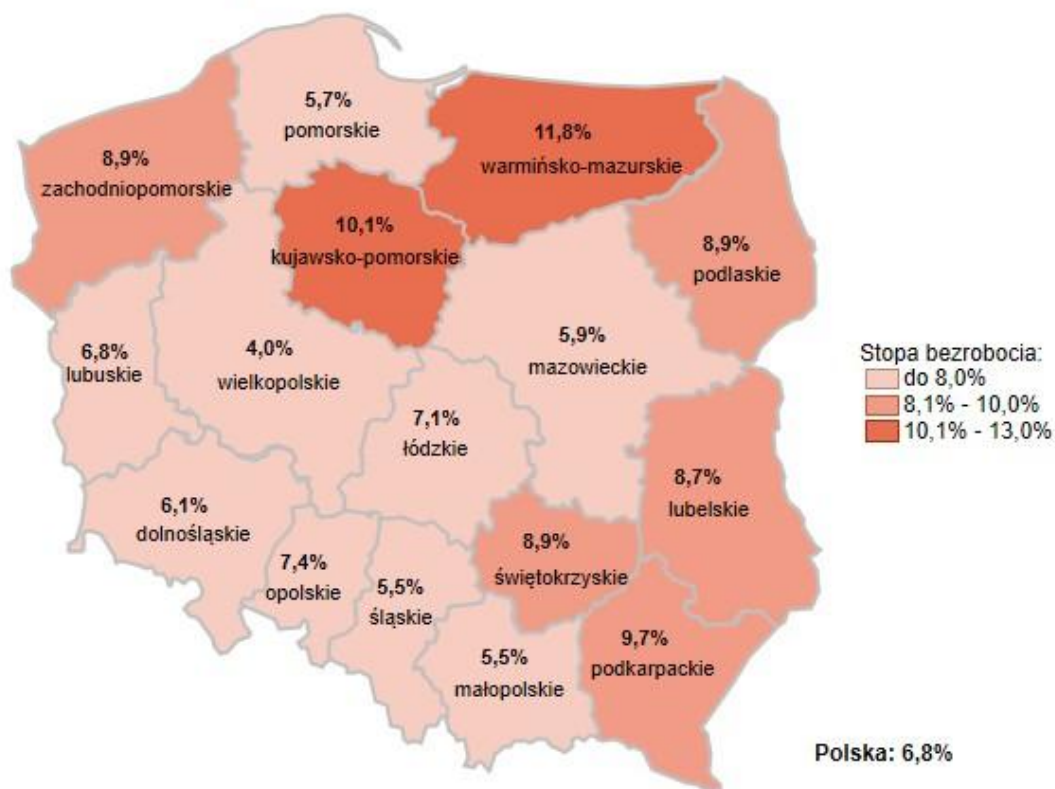 5,7%
pomorskie
11,8%
warmińsko-mazurskie
8,9%
zachodniopomorskie
10,1%
kujawsko-pomorskie
8,9%
podlaskie
6,8%
lubuskie
4,0%
wielkopolskie
5,9%
mazowieckie
Stopa bezrobocia:
do 8,0%
8,1% - 10,0%
10,1% - 13,0%
7,1%
łódzkie
8,7%
lubelskie
6,1%
dolnośląskie
7,4%
opolskie
5,5%
śląskie
8,9%
świętokrzyskie
5,5%
małopolskie
9,7%
podkarpackie
Polska: 6,8%